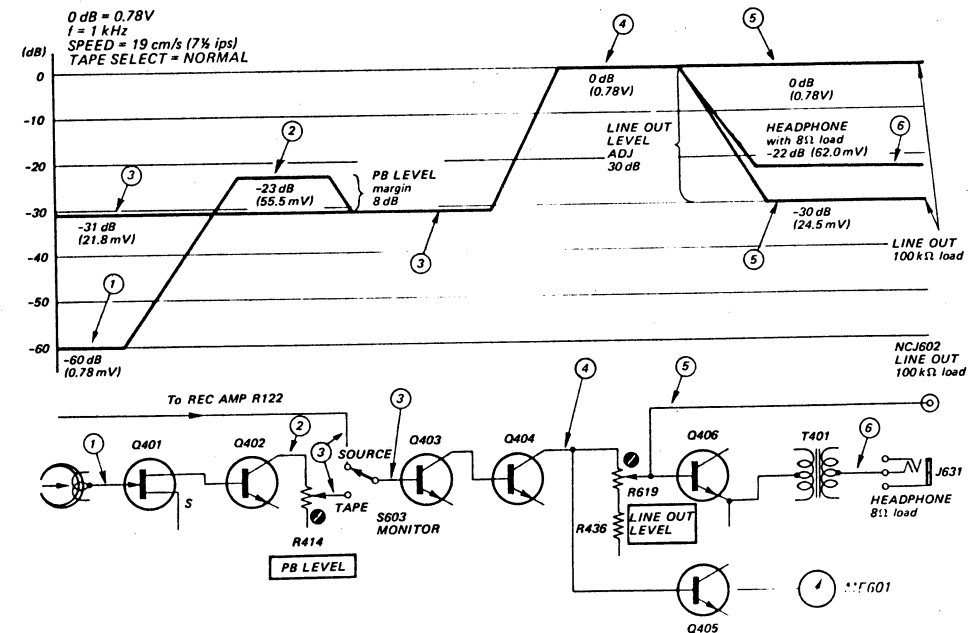 0 dB = 0.78V
f = 1 kHz
SPEED = 19 cm/s (7½ ips)
TAPE SELECT = NORMAL
(dB)
0
-10
-20
-30
-40
-50
-60
1
2
3
3
4
5
5
6
-23 dB
(55.5 mV)
PB LEVEL
margin
8 dB
-31 dB
(21.8 mV)
-60 dB
(0.78 mV)
0 dB
(0.78V)
LINE OUT
LEVEL
ADJ
30 dB
0 dB
(0.78V)
HEADPHONE
with 8Ω load
-22 dB (62.0 mV)
-30 dB
(24.5 mV)
LINE OUT
100 kΩ load
NCJ602
LINE OUT
100 kΩ load
To REC AMP R122
1
2
3
3
4
5
6
Q401
Q402
SOURCE
Q403
Q404
Q406
T401
S
TAPE
S603
MONITOR
R414
PB LEVEL
R619
LINE OUT
LEVEL
R436
J631
HEADPHONE
8Ω load
Q405